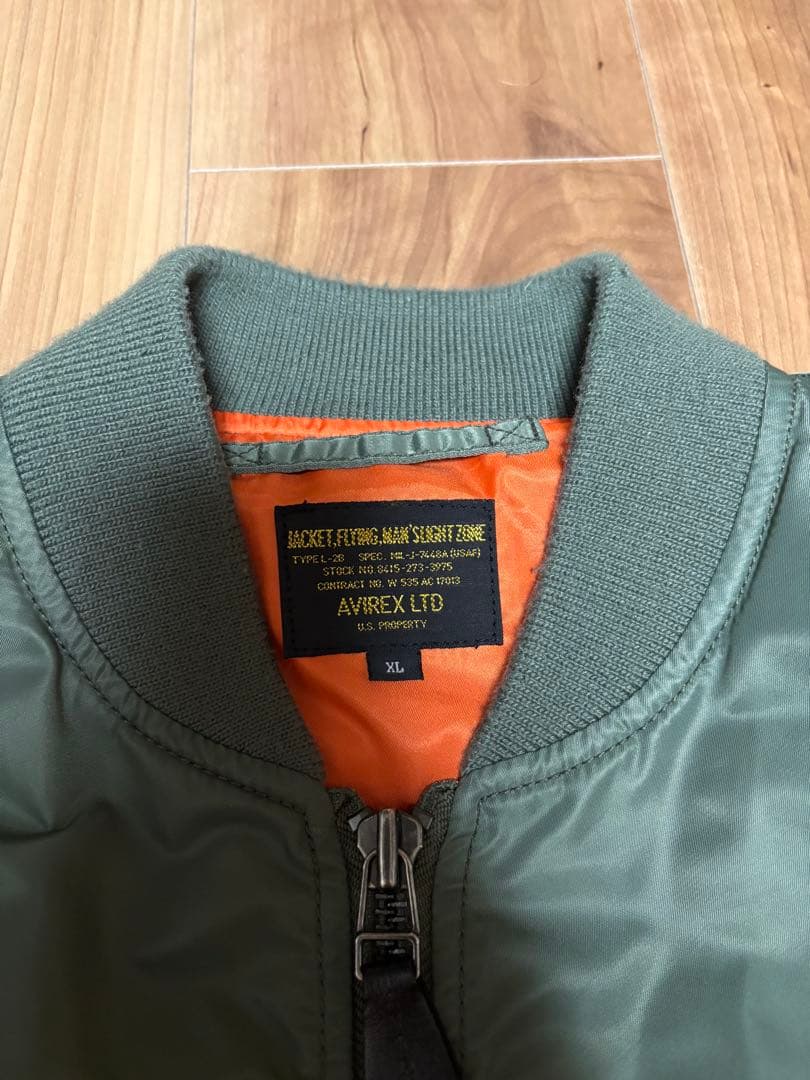 JACKET,FLYING,MAN'SLIGHT ZONE
TYPE L-2B SPEC. MIL-J-7448A (USAF)
STOCK NO.8415-273-3975
CONTRACT NO. W 535 AC 17013
AVIREX LTD
U.S. PROPERTY
XL